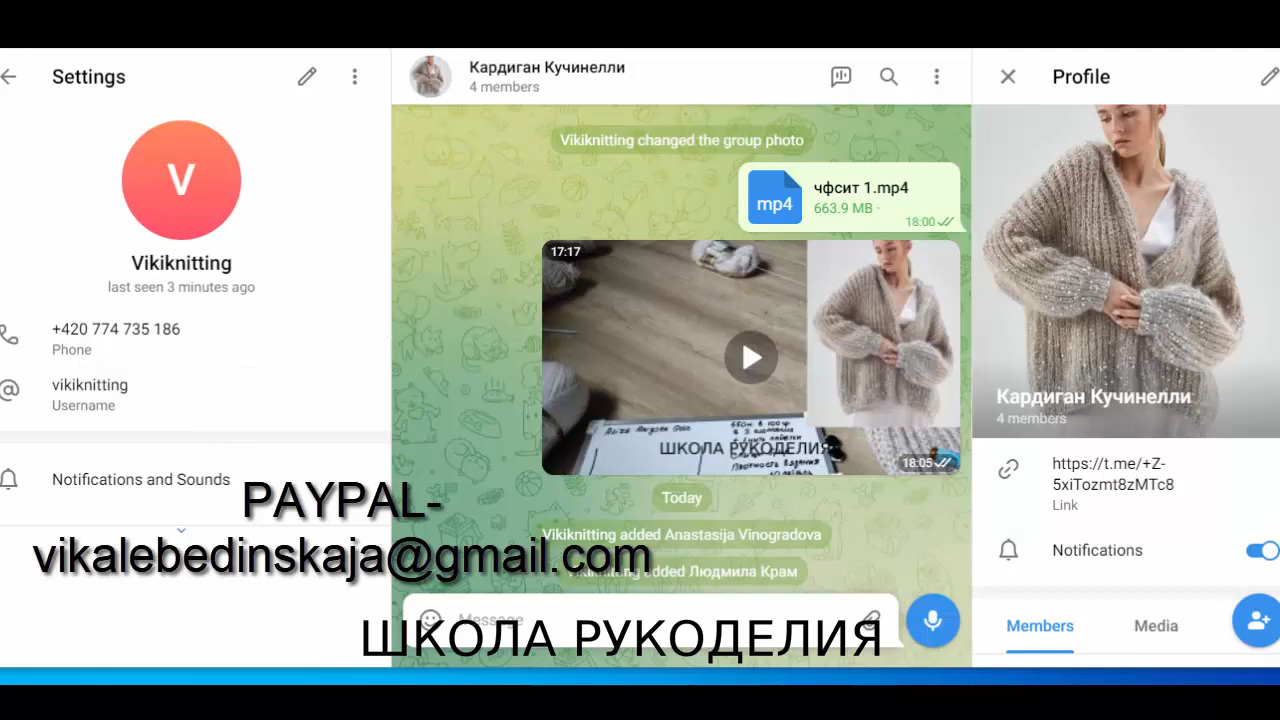 Settings
V
Vikiknitting
last seen 3 minutes ago
+420 774 735 186
Phone
vikiknitting
Username
Notifications and Sounds
PAYPAL-
vikalebedinskaja@gmail.com
Кардиган Кучинелли
4 members
Vikiknitting changed the group photo
mp4
чфсит 1.mp4
663.9 MB
18:00
17:17
ШКОЛА РУКОДЕЛИЯ
18:05
Today
Vikiknitting added Anastasija Vinogradova
Vikiknitting added Людмила Крам
Message
ШКОЛА РУКОДЕЛИЯ
Profile
Кардиган Кучинелли
4 members
https://t.me/+Z-
5xiTozmt8zMTc8
Link
Notifications
Members
Media